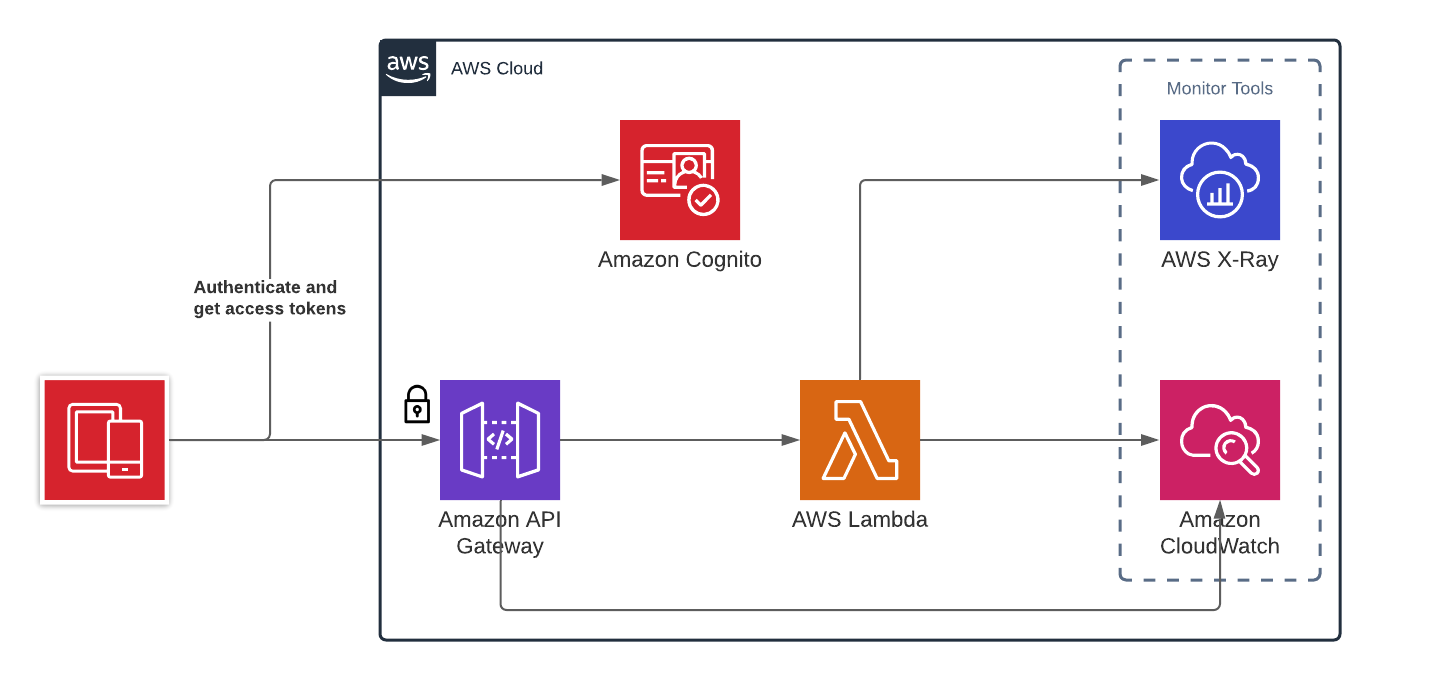 aws
AWS Cloud
Monitor Tools
Amazon Cognito
AWS X-Ray
Authenticate and
get access tokens
</>
Amazon API
Gateway
AWS Lambda
Amazon
CloudWatch